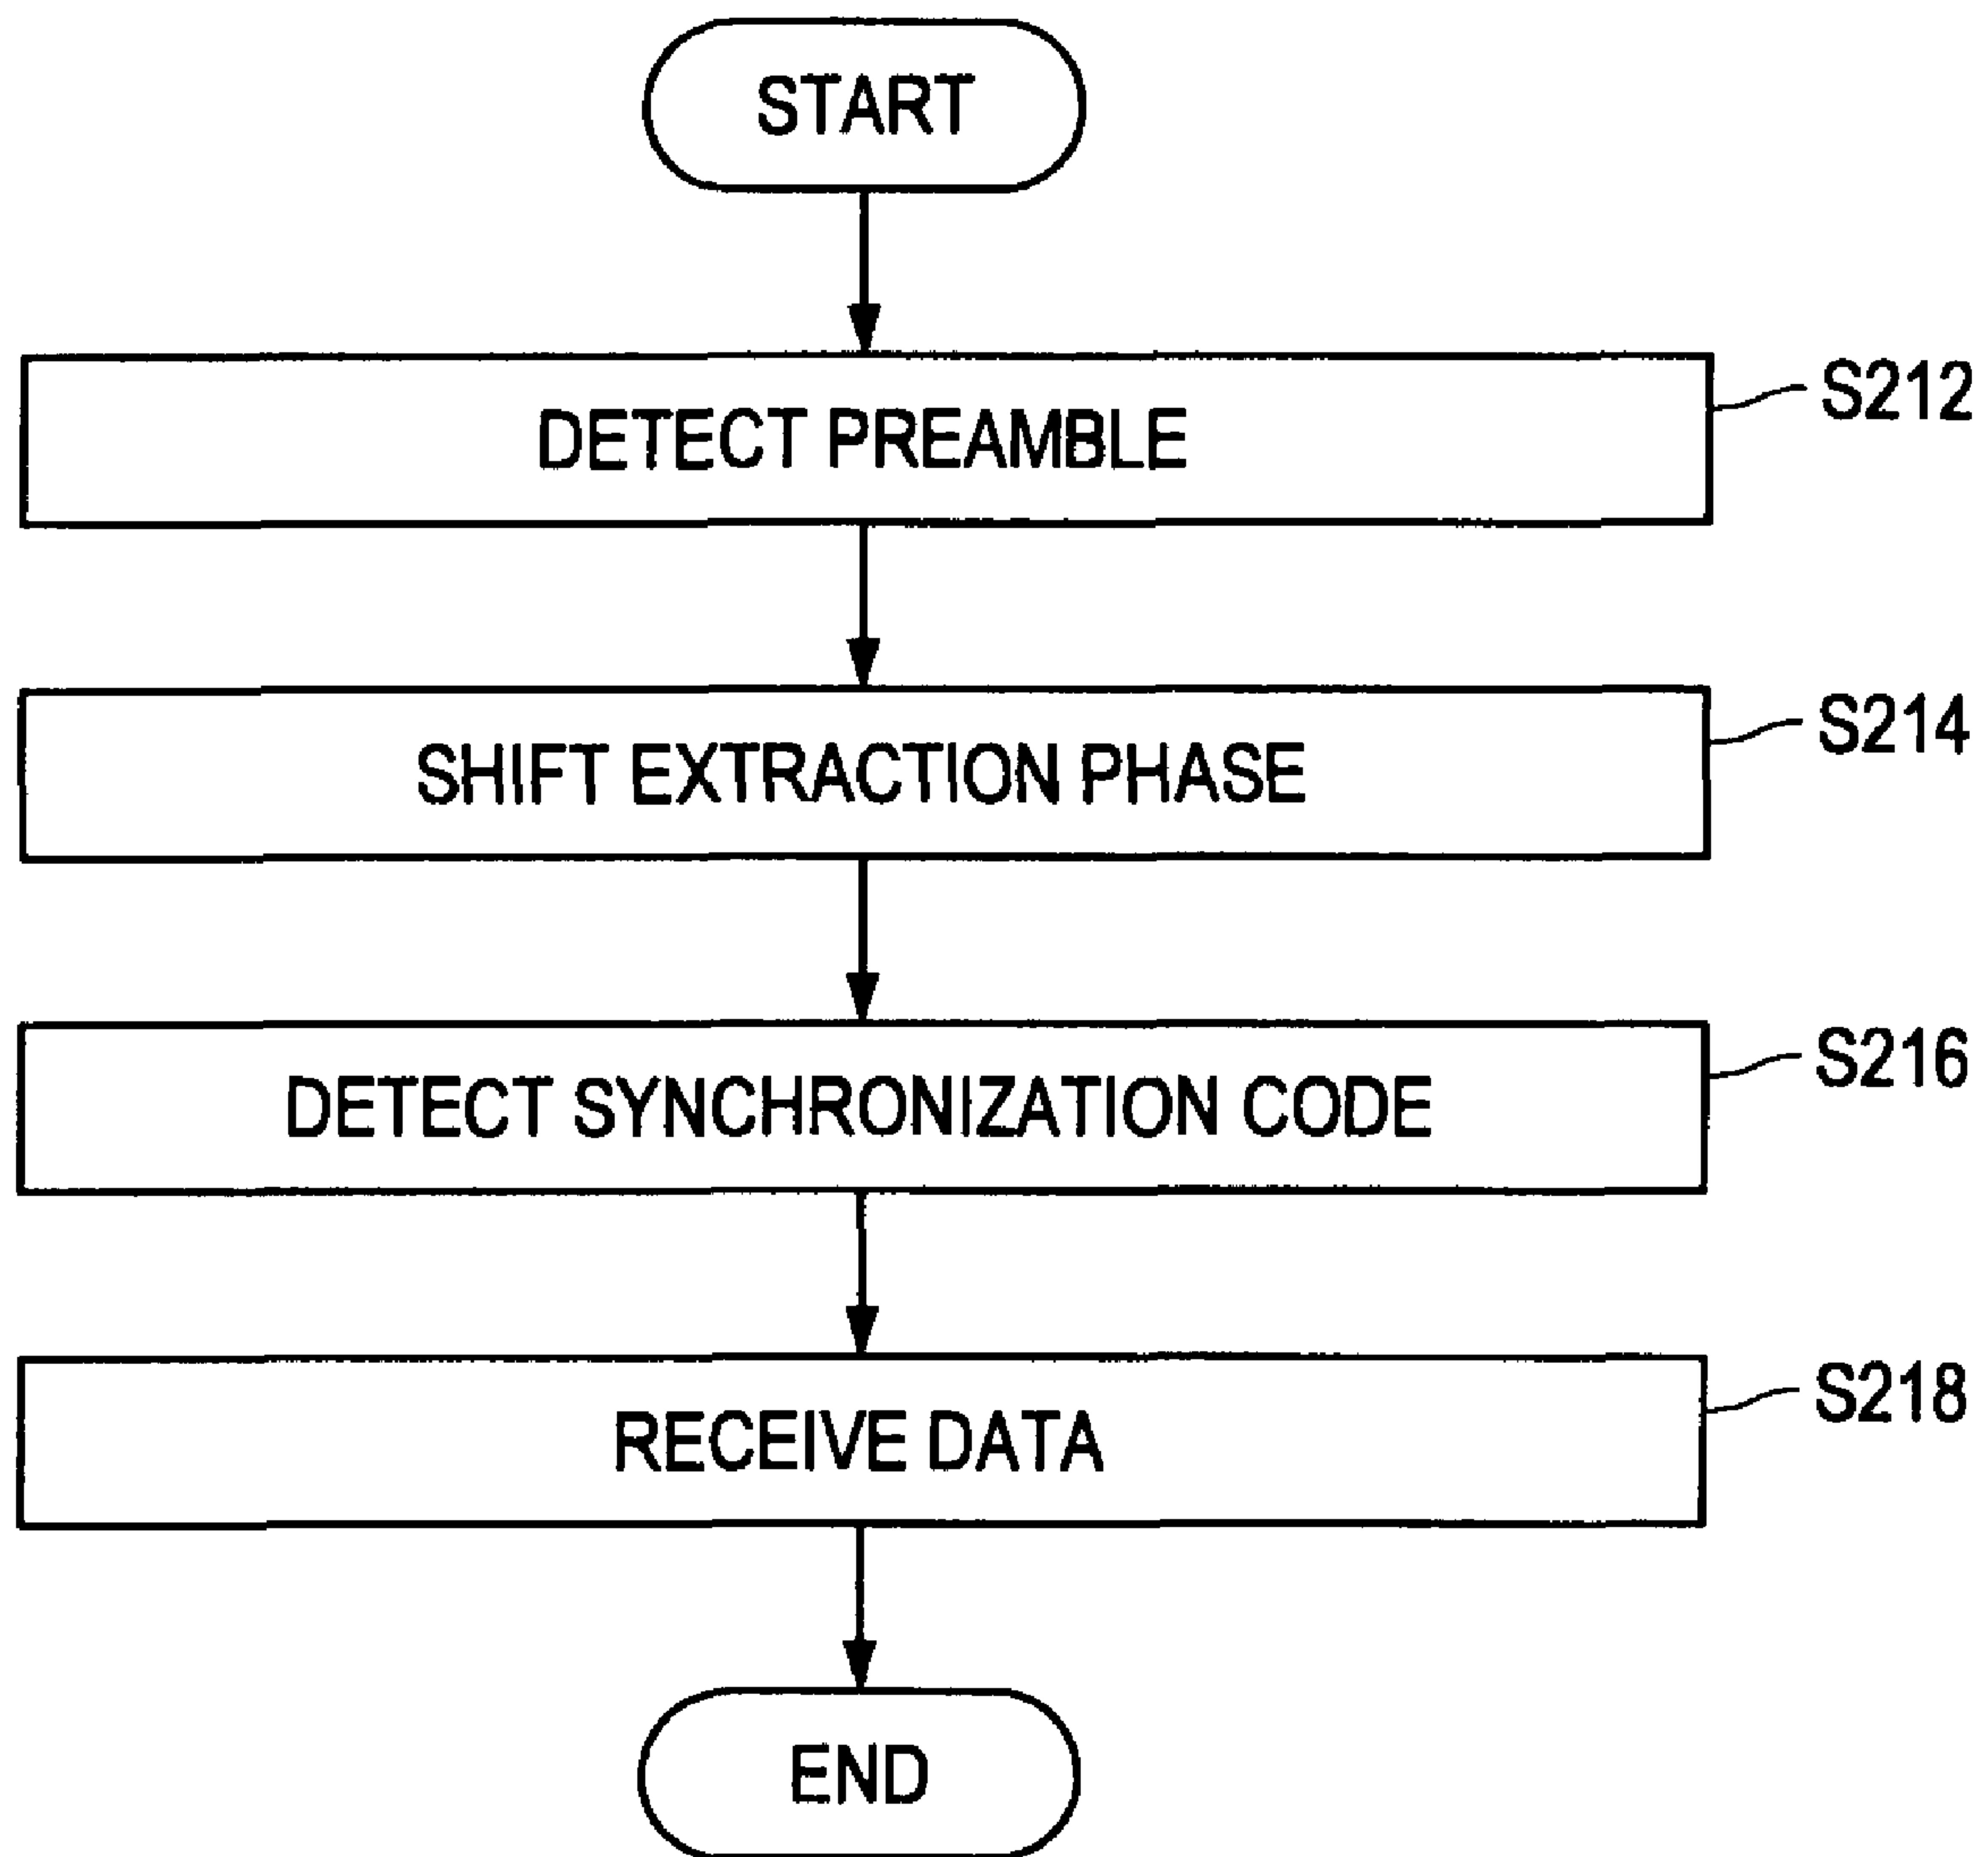 START
DETECT PREAMBLE
S212
SHIFT EXTRACTION PHASE
S214
DETECT SYNCHRONIZATION CODE
S216
RECEIVE DATA
S218
END